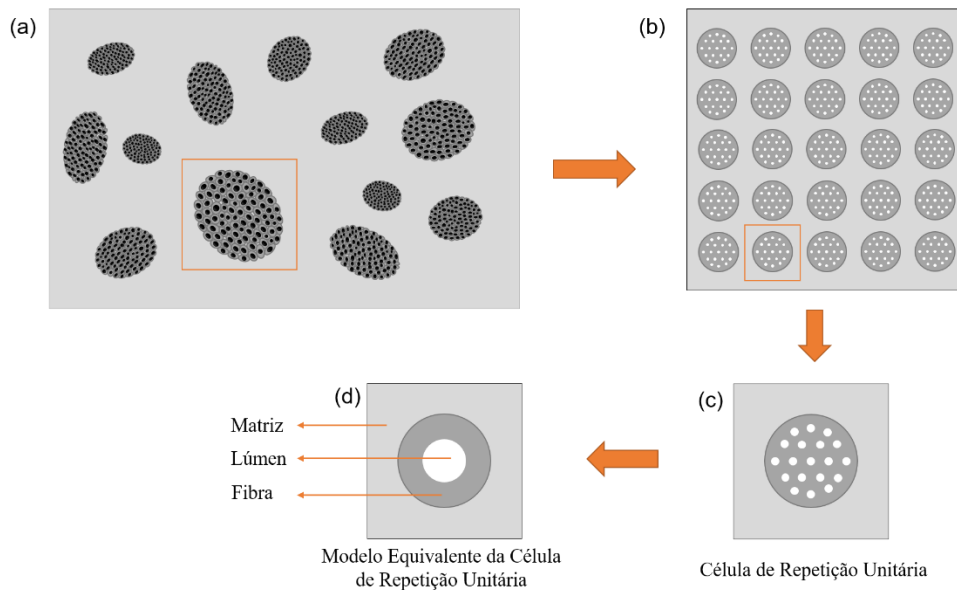 (a)
(b)
(c)
(d)
Matriz
Lúmen
Fibra
Modelo Equivalente da Célula
de Repetição Unitária
Célula de Repetição Unitária